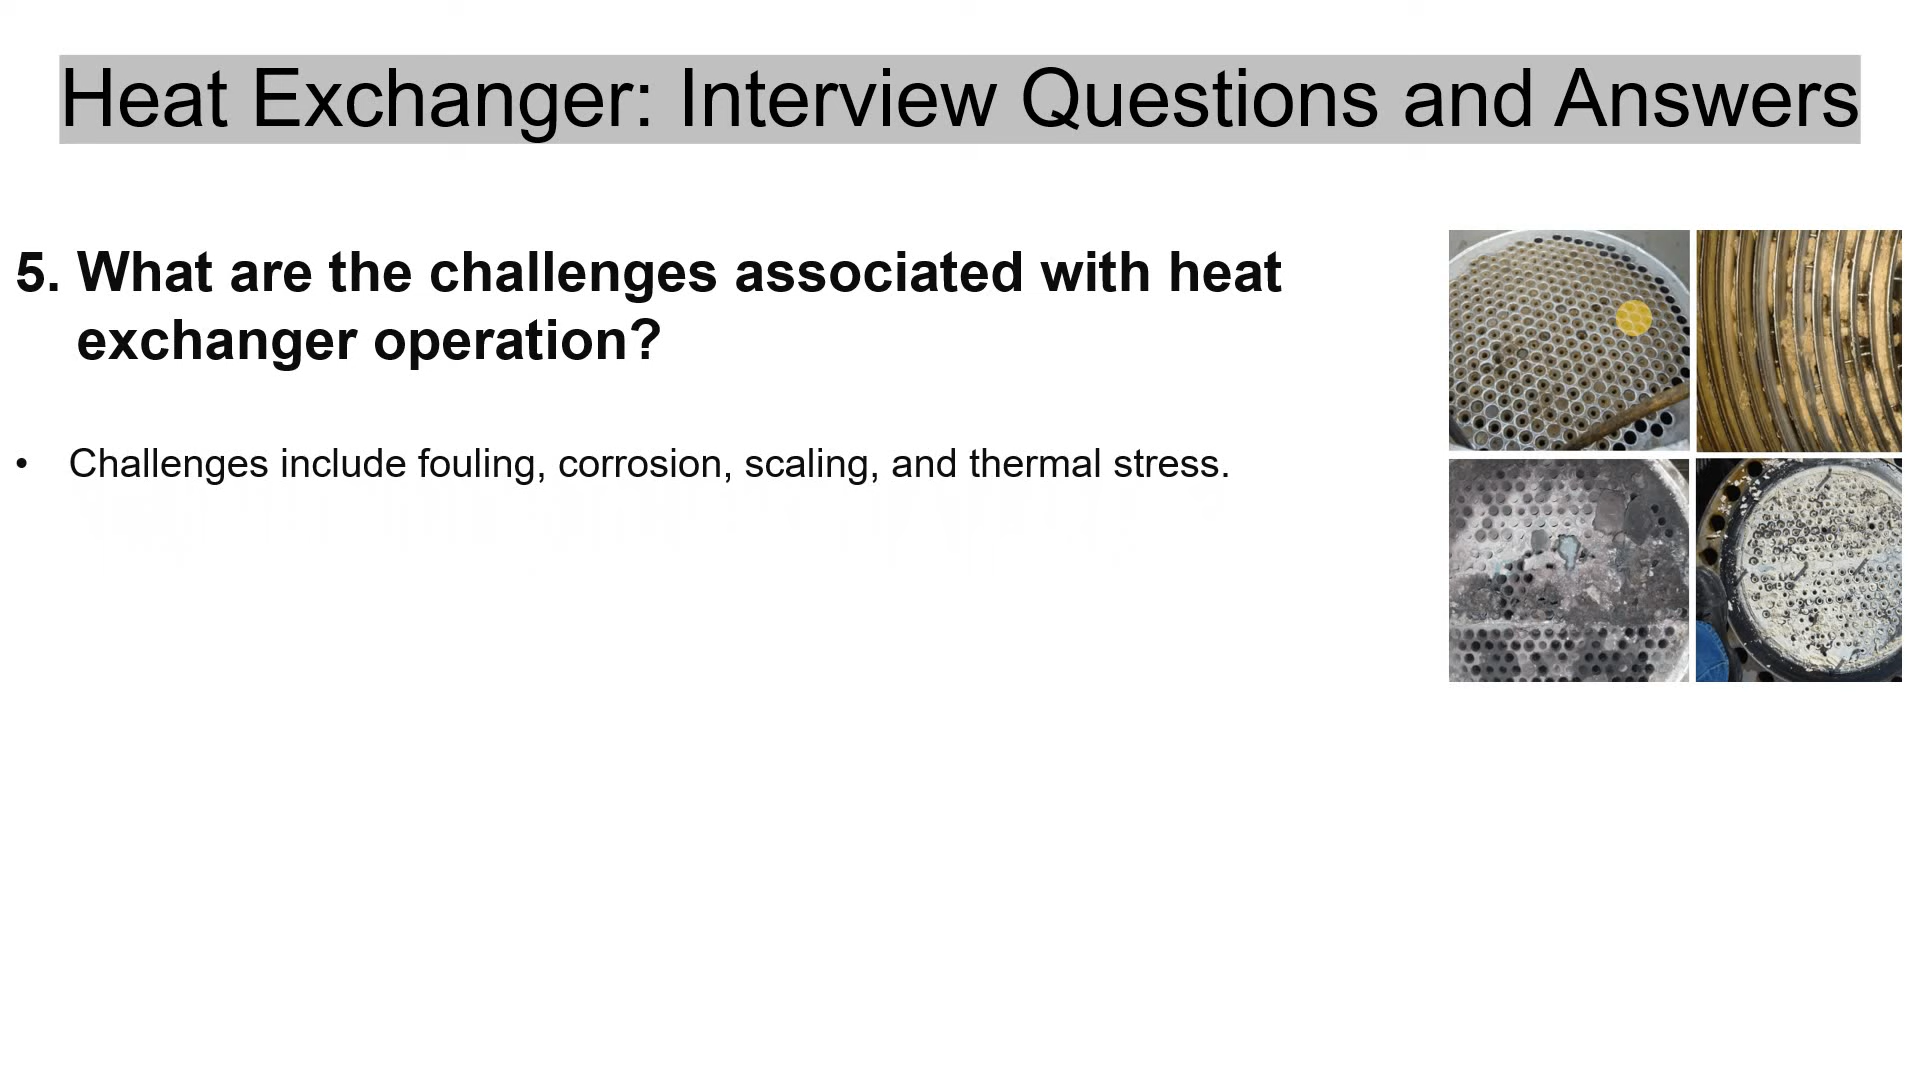 Heat Exchanger: Interview Questions and Answers
5. What are the challenges associated with heat
exchanger operation?
• Challenges include fouling, corrosion, scaling, and thermal stress.